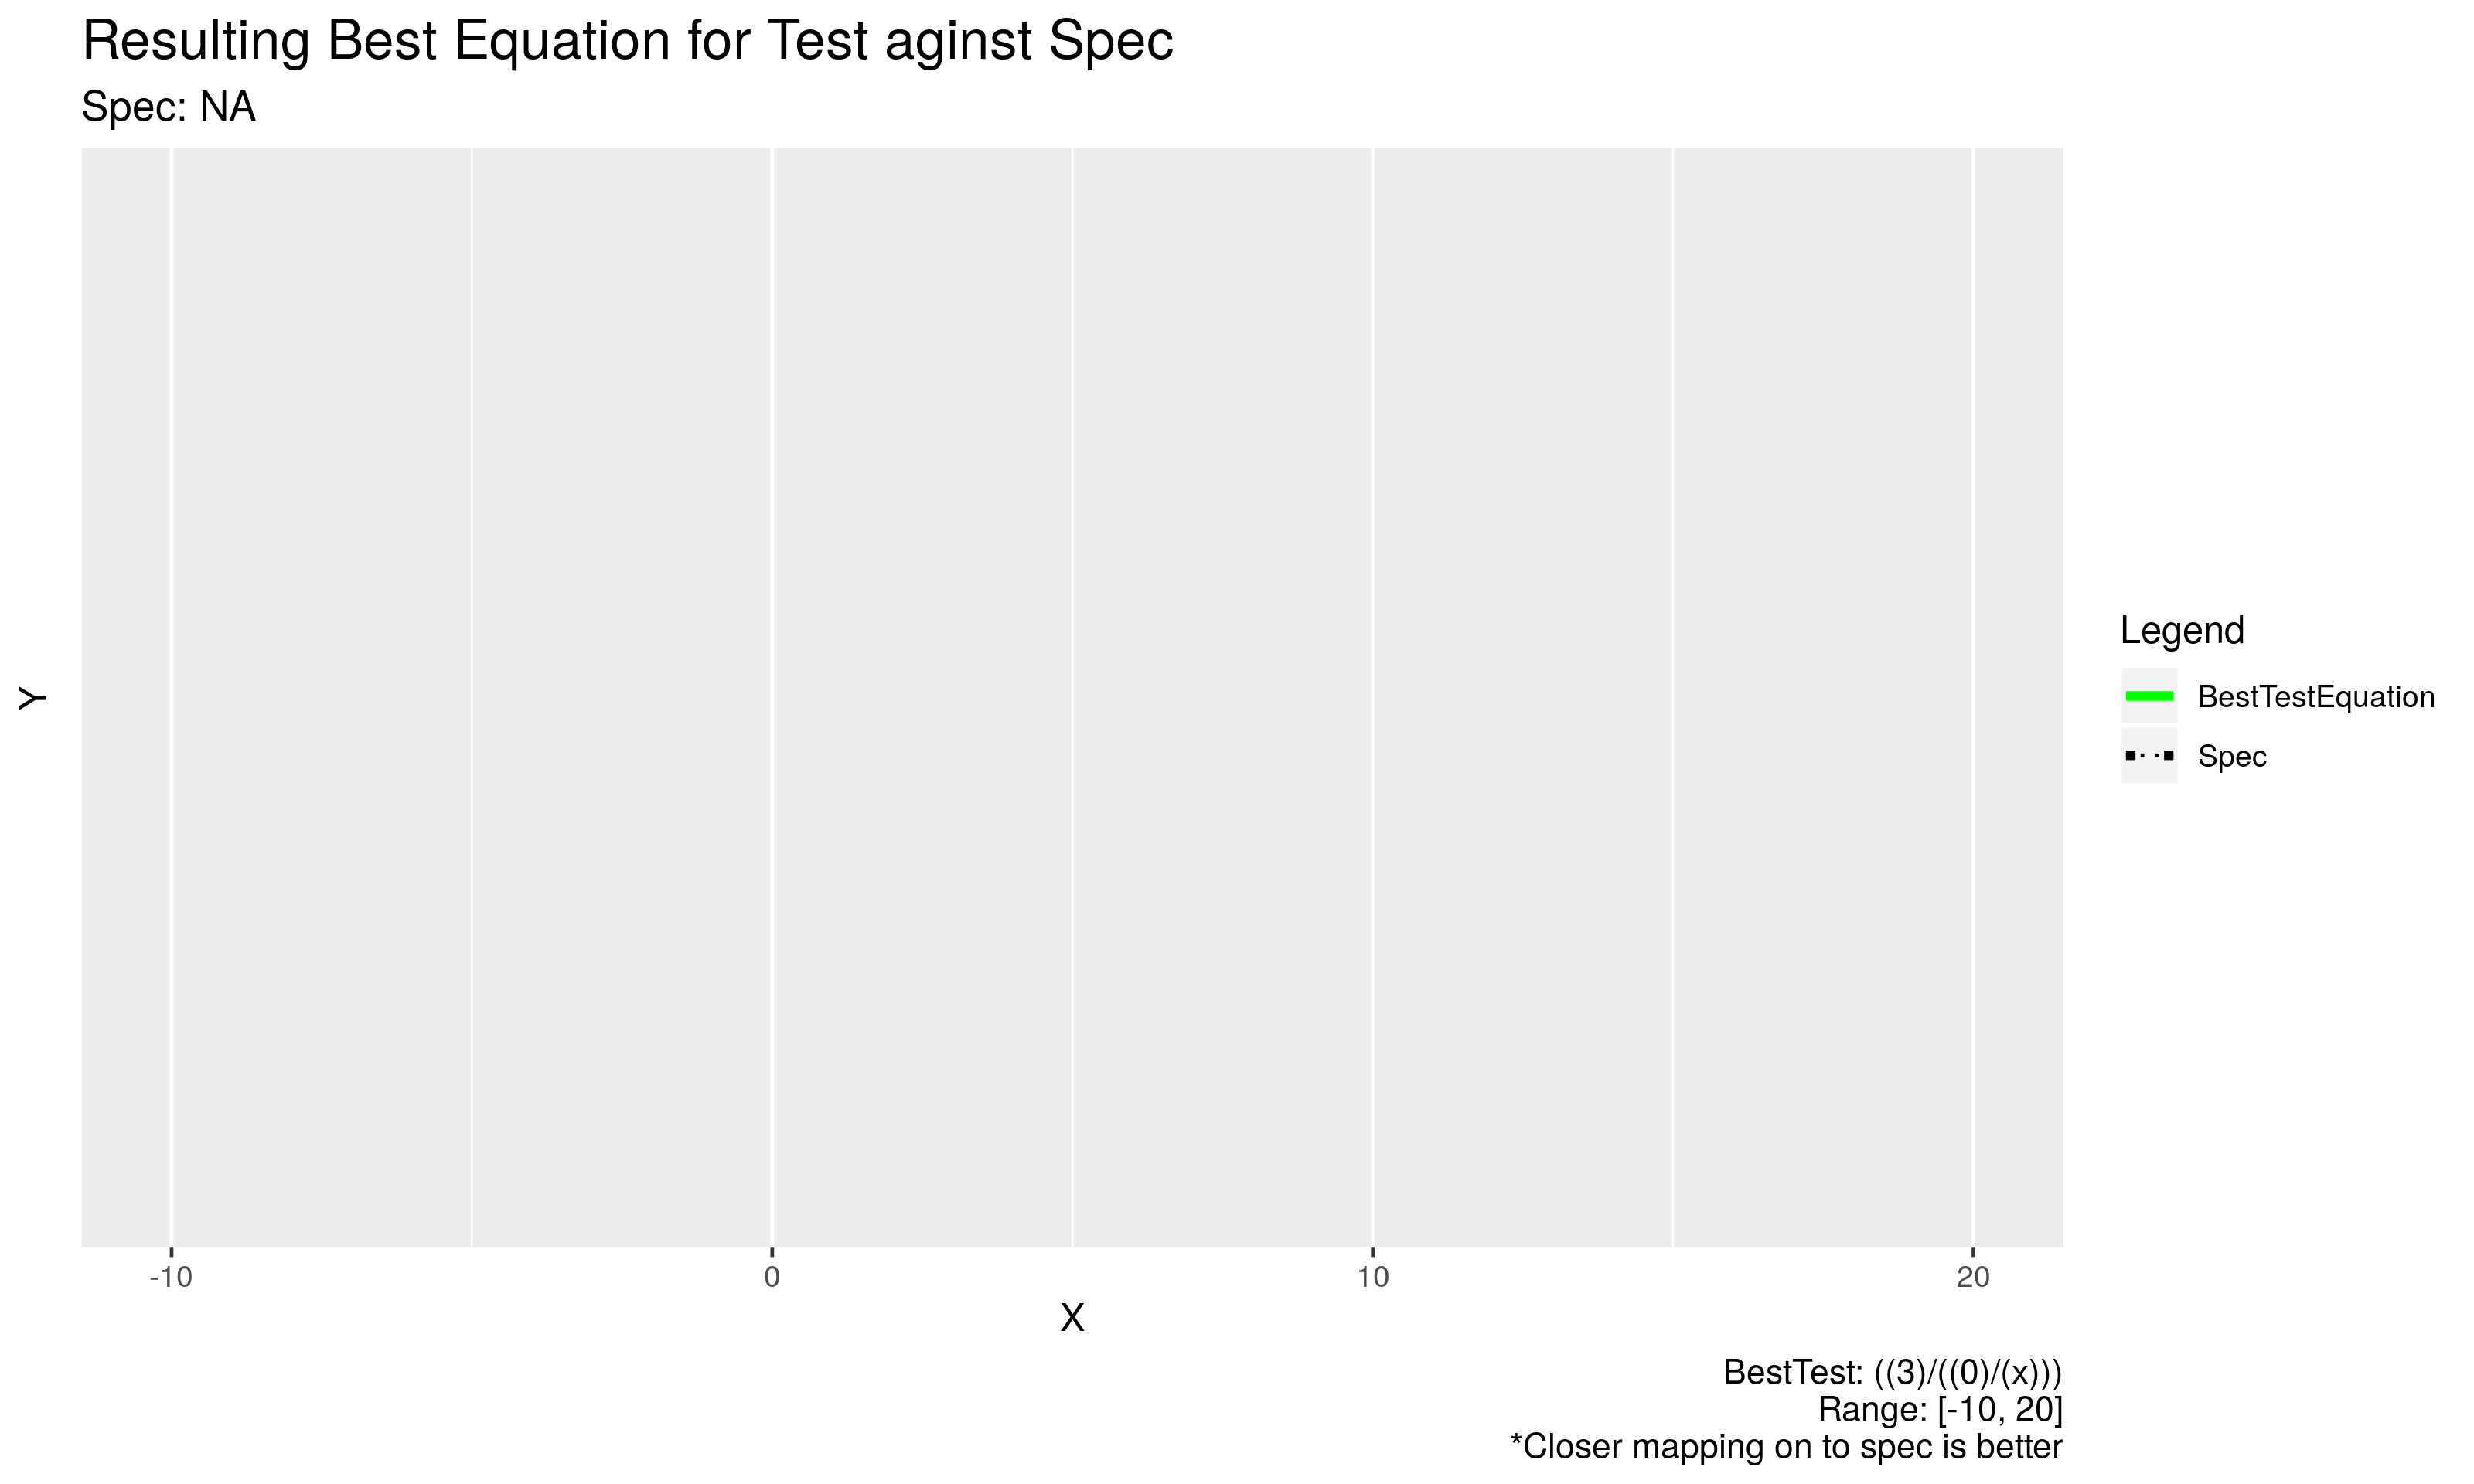 Resulting Best Equation for Test aginst Spec
Spec: NA
Y
Legend
BestTestEquation
Spec
-10 0 10 20
X
BestTest: ((3)/((0)/(x)))
Range: [-10, 20]
*Closer mapping on to spec is better